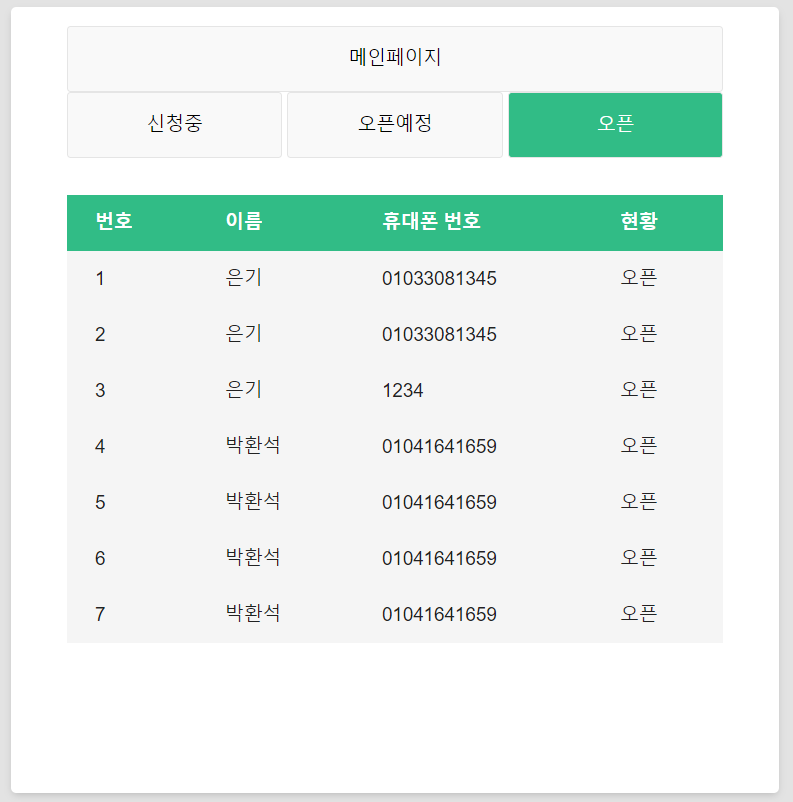 메인페이지
신청중 오픈예정 오픈
번호 이름 휴대폰 번호 현황
1 은기 01033081345 오픈
2 은기 01033081345 오픈
3 은기 1234 오픈
4 박환석 01041641659 오픈
5 박환석 01041641659 오픈
6 박환석 01041641659 오픈
7 박환석 01041641659 오픈